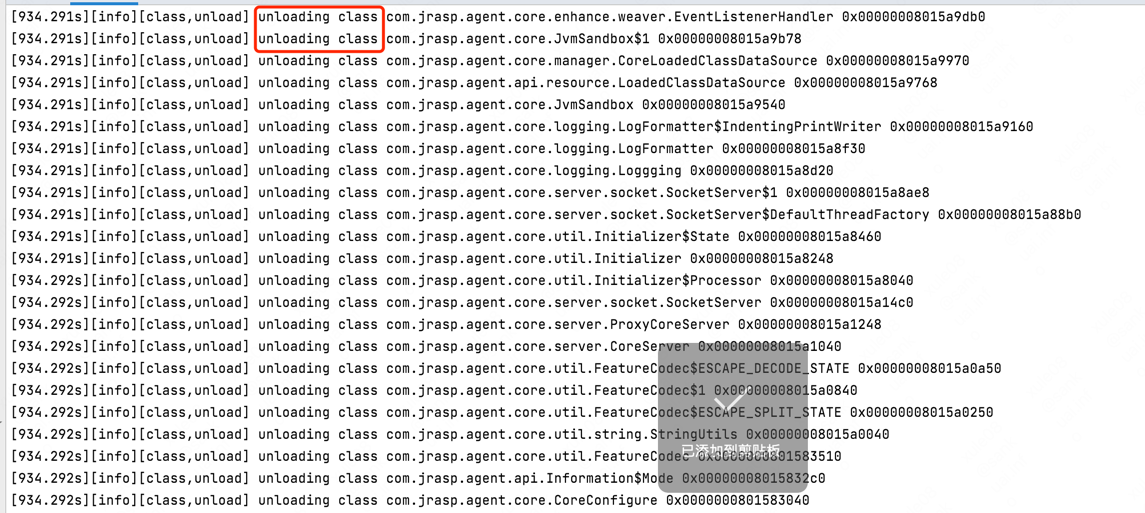 [934.291s][info][class,unload] unloading class com.jrasp.agent.core.enhance.weaver.EventListenerHandler 0x00000008015a9db0
[934.291s][info][class,unload] unloading class com.jrasp.agent.core.JvmSandbox$1 0x00000008015a9b78
[934.291s][info][class,unload] unloading class com.jrasp.agent.core.manager.CoreLoadedClassDataSource 0x00000008015a9970
[934.291s][info][class,unload] unloading class com.jrasp.agent.api.resource.LoadedClassDataSource 0x00000008015a9768
[934.291s][info][class,unload] unloading class com.jrasp.agent.core.JvmSandbox 0x00000008015a9540
[934.291s][info][class,unload] unloading class com.jrasp.agent.core.logging.LogFormatter$IndentingPrintWriter 0x00000008015a9160
[934.291s][info][class,unload] unloading class com.jrasp.agent.core.logging.LogFormatter 0x00000008015a8f30
[934.291s][info][class,unload] unloading class com.jrasp.agent.core.logging.Loggging 0x00000008015a8d20
[934.291s][info][class,unload] unloading class com.jrasp.agent.core.server.socket.SocketServer$1 0x00000008015a8ae8
[934.291s][info][class,unload] unloading class com.jrasp.agent.core.server.socket.SocketServer$DefaultThreadFactory 0x00000008015a88b0
[934.291s][info][class,unload] unloading class com.jrasp.agent.core.util.Initializer$State 0x00000008015a8460
[934.291s][info][class,unload] unloading class com.jrasp.agent.core.util.Initializer 0x00000008015a8248
[934.292s][info][class,unload] unloading class com.jrasp.agent.core.util.Initializer$Processor 0x00000008015a8040
[934.292s][info][class,unload] unloading class com.jrasp.agent.core.server.socket.SocketServer 0x00000008015a14c0
[934.292s][info][class,unload] unloading class com.jrasp.agent.core.server.ProxyCoreServer 0x00000008015a1248
[934.292s][info][class,unload] unloading class com.jrasp.agent.core.server.CoreServer 0x00000008015a1040
[934.292s][info][class,unload] unloading class com.jrasp.agent.core.util.FeatureCodec$ESCAPE_DECODE_STATE 0x00000008015a0a50
[934.292s][info][class,unload] unloading class com.jrasp.agent.core.util.FeatureCodec$1 0x00000008015a0840
[934.292s][info][class,unload] unloading class com.jrasp.agent.core.util.FeatureCodec$ESCAPE_SPLIT_STATE 0x00000008015a0250
[934.292s][info][class,unload] unloading class com.jrasp.agent.core.util.string.StringUtils 0x00000008015a0040
已添加到剪贴板
[934.292s][info][class,unload] unloading class com.jrasp.agent.core.util.FeatureCodec 0x0000000801583510
[934.292s][info][class,unload] unloading class com.jrasp.agent.api.Information$Mode 0x00000008015832c0
[934.292s][info][class,unload] unloading class com.jrasp.agent.core.CoreConfigure 0x0000000801583040